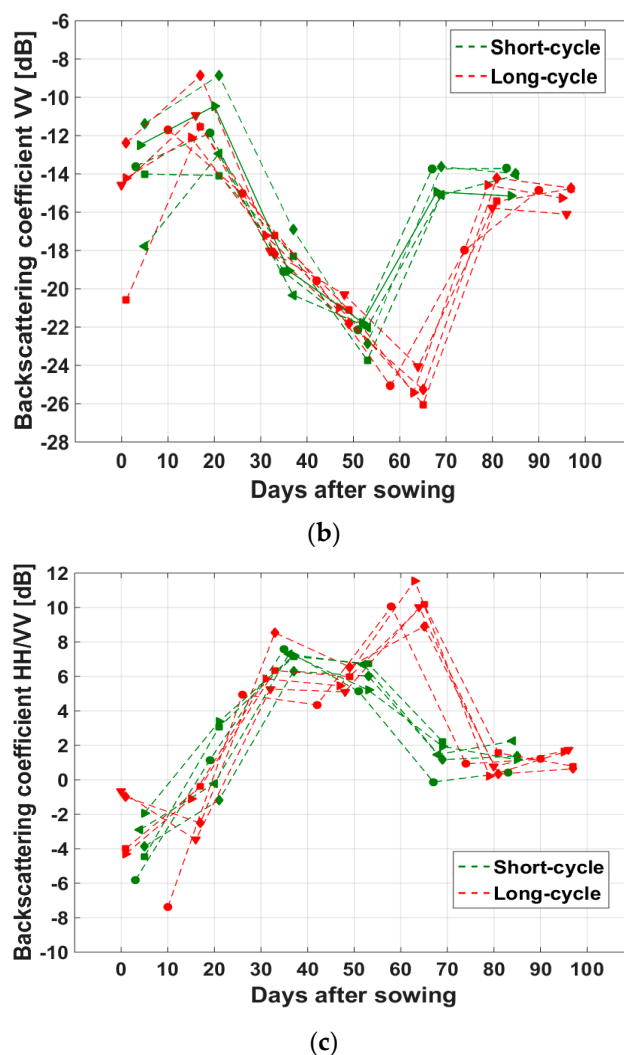 Backscattering coefficient VV [dB]
-6
-8
-10
-12
-14
-16
-18
-20
-22
-24
-26
-28
Short-cycle
Long-cycle
0 10 20 30 40 50 60 70 80 90 100
Days after sowing
(b)
Backscattering coefficient HH/VV [dB]
12
10
8
6
4
2
0
-2
-4
-6
-8
-10
Short-cycle
Long-cycle
0 10 20 30 40 50 60 70 80 90 100
Days after sowing
(c)